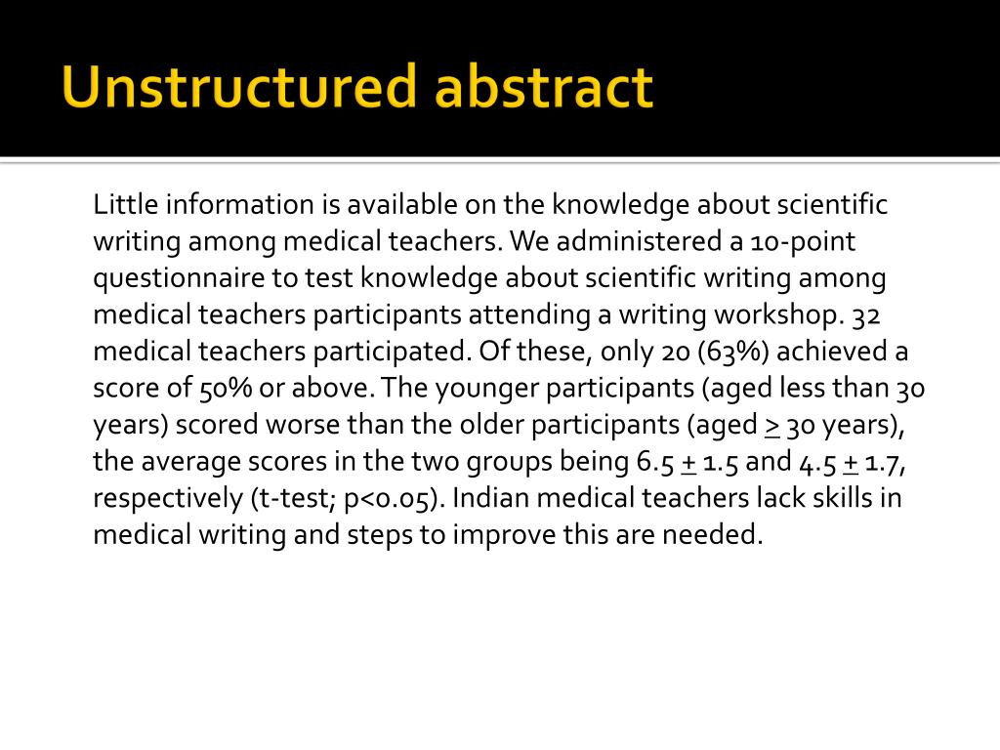 Unstructured abstract
Little information is available on the knowledge about scientific
writing among medical teachers. We administered a 10-point
questionnaire to test knowledge about scientific writing among
medical teachers participants attending a writing workshop. 32
medical teachers participated. Of these, only 20 (63%) achieved a
score of 50% or above. The younger participants (aged less than 30
years) scored worse than the older participants (aged ≥ 30 years),
the average scores in the two groups being 6.5 ± 1.5 and 4.5 ± 1.7,
respectively (t-test; p<0.05). Indian medical teachers lack skills in
medical writing and steps to improve this are needed.